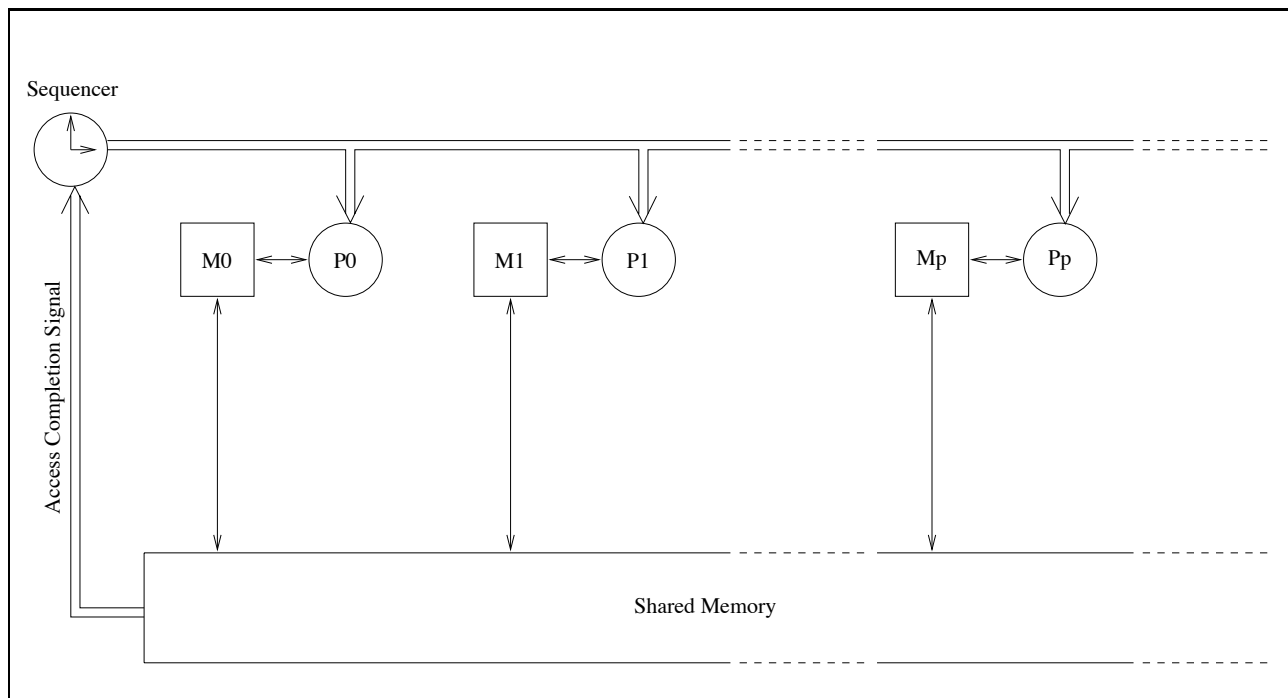 Sequencer
M0
P0
M1
P1
Mp
Pp
Access Completion Signal
Shared Memory